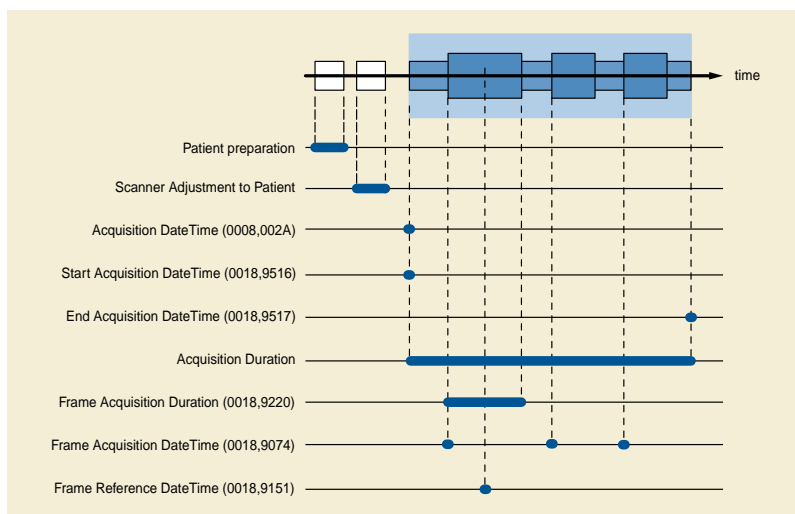 time
Patient preparation
Scanner Adjustment to Patient
Acquisition DateTime (0008,002A)
Start Acquisition DateTime (0018,9516)
End Acquisition DateTime (0018,9517)
Acquisition Duration
Frame Acquisition Duration (0018,9220)
Frame Acquisition DateTime (0018,9074)
Frame Reference DateTime (0018,9151)